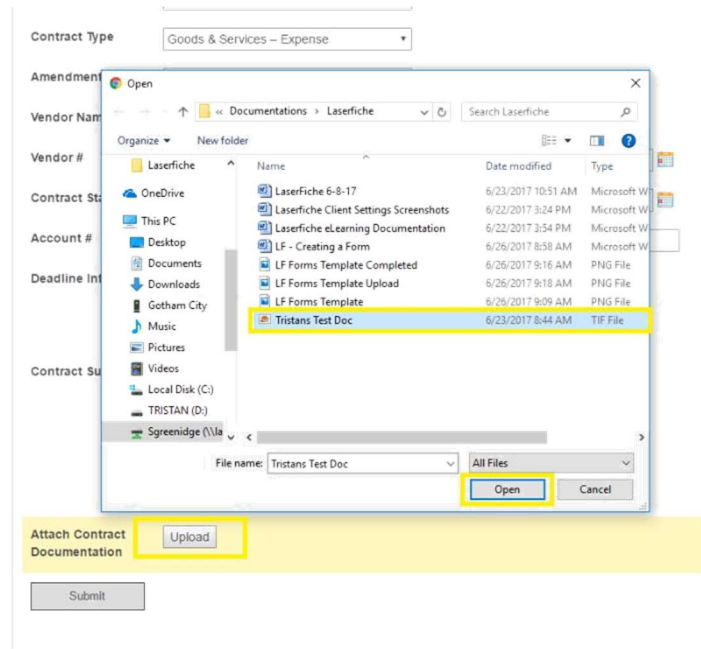 Contract Type
Goods & Services – Expense
Amendment
Open
Vendor Nam
« Documentations > Laserfiche
Search Laserfiche
Organize
New folder
Vendor #
Laserfiche
Name
Date modified
Type
Contract Sta
OneDrive
LaserFiche 6-8-17
6/23/2017 10:51 AM
Microsoft W
Laserfiche Client Settings Screenshots
6/22/2017 3:24 PM
Microsoft W
This PC
Laserfiche eLearning Documentation
6/22/2017 3:54 PM
Microsoft W
Account #
Desktop
LF - Creating a Form
6/26/2017 8:58 AM
Microsoft W
Documents
LF Forms Template Completed
6/26/2017 9:16 AM
PNG File
Deadline Inf
Downloads
LF Forms Template Upload
6/26/2017 9:18 AM
PNG File
Gotham City
LF Forms Template
6/26/2017 9:09 AM
PNG File
Music
Tristans Test Doc
6/23/2017 8:44 AM
TIF File
Pictures
Contract Su
Videos
Local Disk (C:)
TRISTAN (D:)
Sgreenidge (\\la
File name:
Tristans Test Doc
All Files
Open
Cancel
Attach Contract
Documentation
Upload
Submit